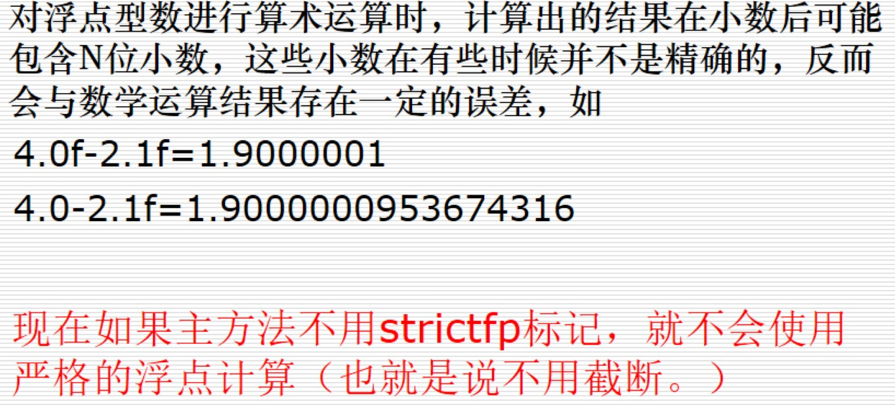 对浮点型数进行算术运算时，计算出的结果在小数后可能
包含N位小数，这些小数在有些时候并不是精确的，反而
会与数学运算结果存在一定的误差，如
4.0f-2.1f=1.9000001
4.0-2.1f=1.9000000953674316
现在如果主方法不用strictfp标记，就不会使用
严格的浮点计算（也就是说不用截断。）